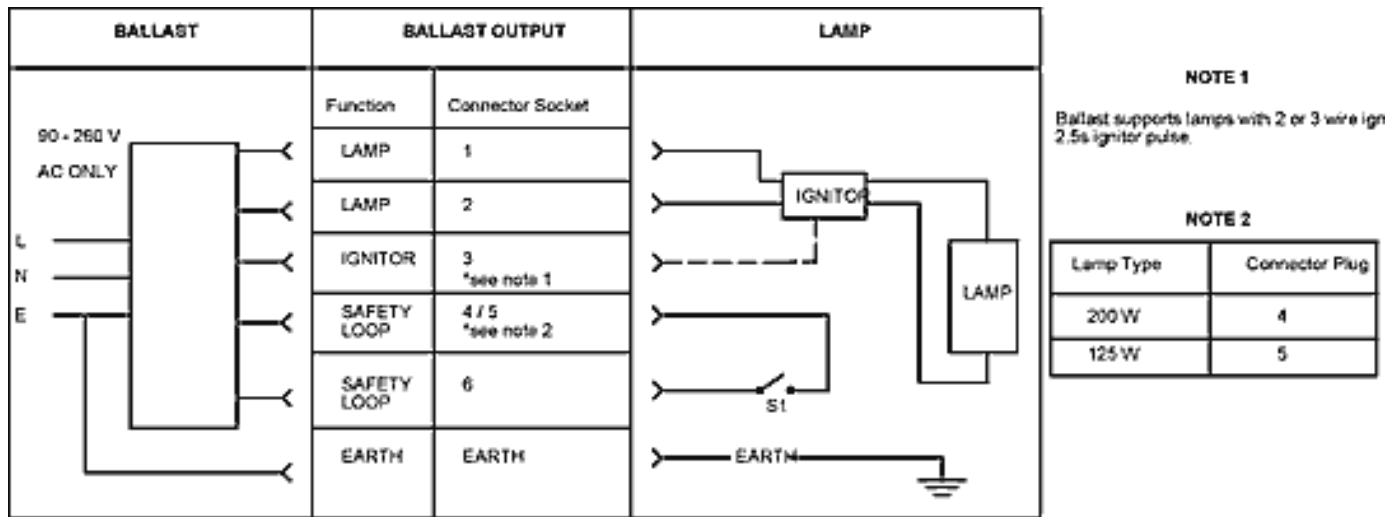 BALLAST
BALLAST OUTPUT
LAMP
Function
Connector Socket
90 - 260 V
AC ONLY
L
N
E
LAMP
1
LAMP
2
IGNITOR
3
*see note 1
SAFETY
LOOP
4 / 5
*see note 2
SAFETY
LOOP
6
EARTH
EARTH
IGNITOR
LAMP
S1
EARTH
NOTE 1
Ballast supports lamps with 2 or 3 wire ign
2.5s ignitor pulse.
NOTE 2
Lamp Type
Connector Plug
200 W
4
125 W
5